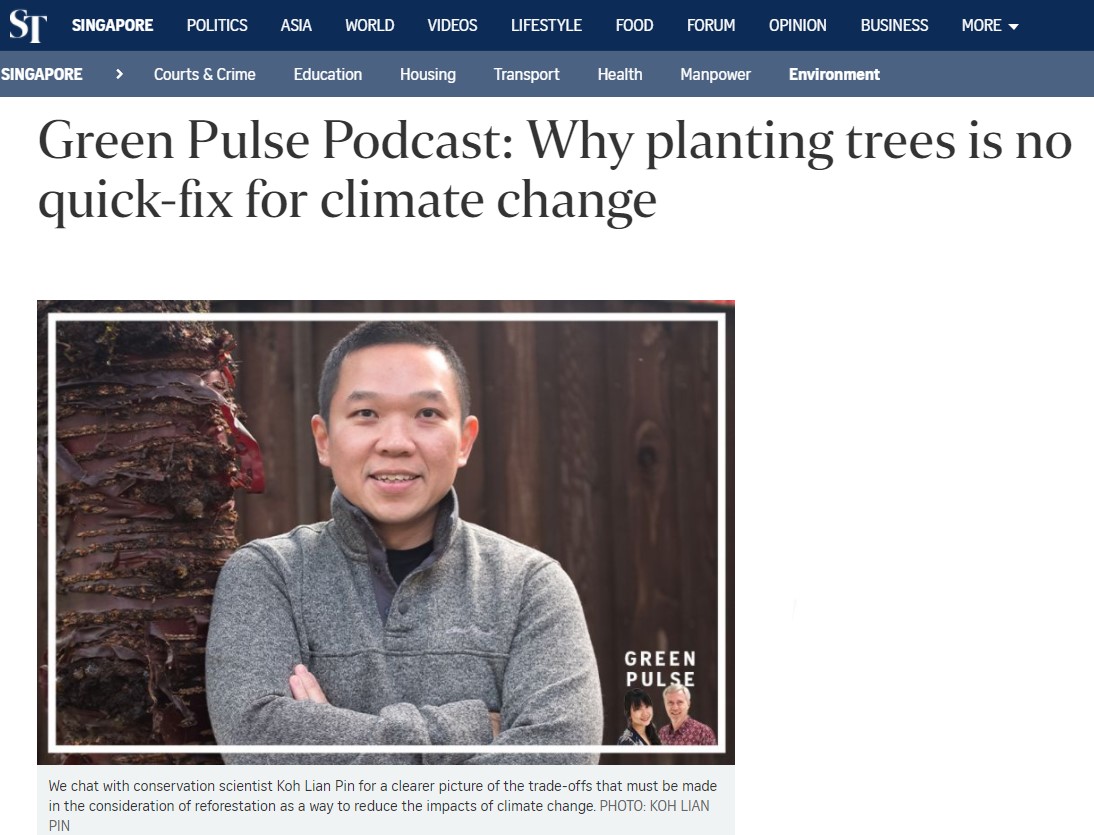 ST SINGAPORE POLITICS ASIA WORLD VIDEOS LIFESTYLE FOOD FORUM OPINION BUSINESS MORE
SINGAPORE > Courts & Crime Education Housing Transport Health Manpower Environment
Green Pulse Podcast: Why planting trees is no
quick-fix for climate change
GREEN
PULSE
We chat with conservation scientist Koh Lian Pin for a clearer picture of the trade-offs that must be made
in the consideration of reforestation as a way to reduce the impacts of climate change. PHOTO: KOH LIAN
PIN